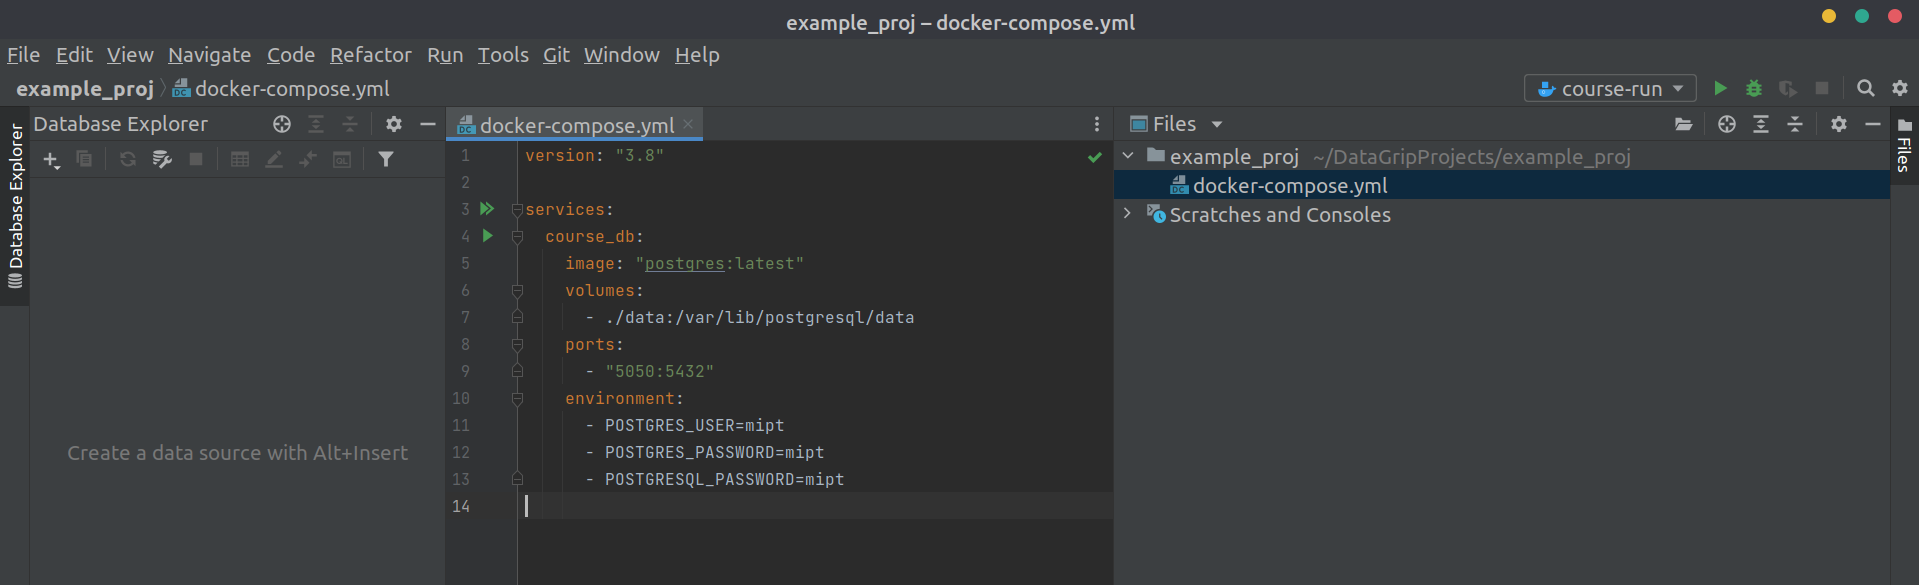 example_proj – docker-compose.yml
File Edit View Navigate Code Refactor Run Tools Git Window Help
example_proj DC docker-compose.yml course-run
Database Explorer
Database Explorer
GL
Create a data source with Alt+Insert
DC docker-compose.yml
1 version: "3.8"
2
3 services:
4 course_db:
5 image: "postgres:latest"
6 volumes:
7 - ./data:/var/lib/postgresql/data
8 ports:
9 - "5050:5432"
10 environment:
11 - POSTGRES_USER=mipt
12 - POSTGRES_PASSWORD=mipt
13 - POSTGRESQL_PASSWORD=mipt
14
Files
example_proj ~/DataGripProjects/example_proj
DC docker-compose.yml
Scratches and Consoles
Files